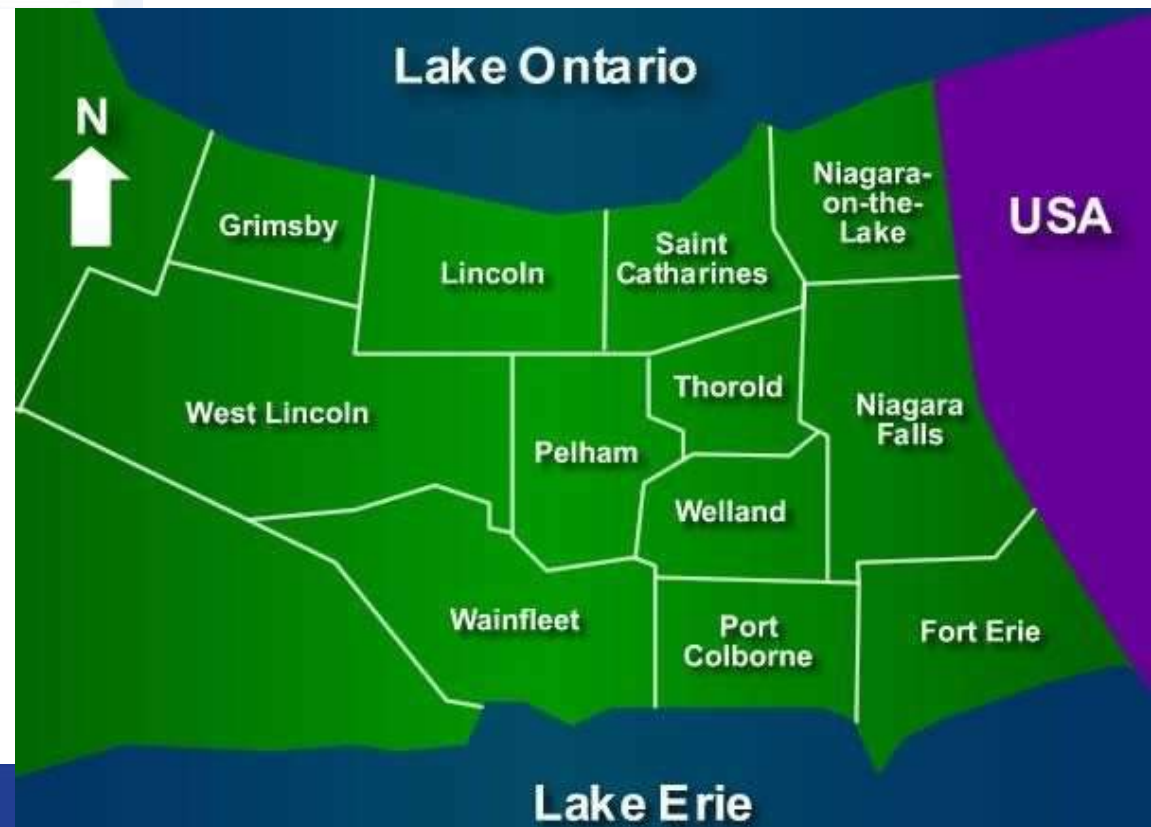 Lake Ontario
N
Niagara-
on-the-
Lake
USA
Grimsby
Saint
Catharines
Lincoln
Thorold
West Lincoln
Niagara
Falls
Pelham
Welland
Wainfleet
Port
Colborne
Fort Erie
Lake Erie